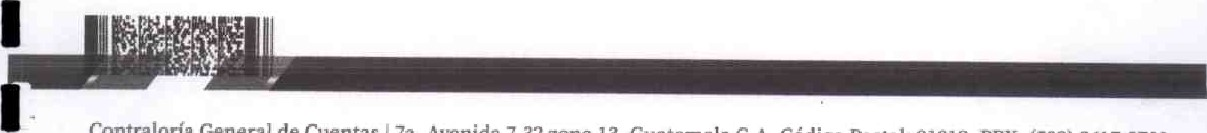 Contraloría General de Cuentas | 7a. Avenida 7-32 zona 13, Guatemala C.A. Código Postal: 01013 PBX: (502) 2417-8700